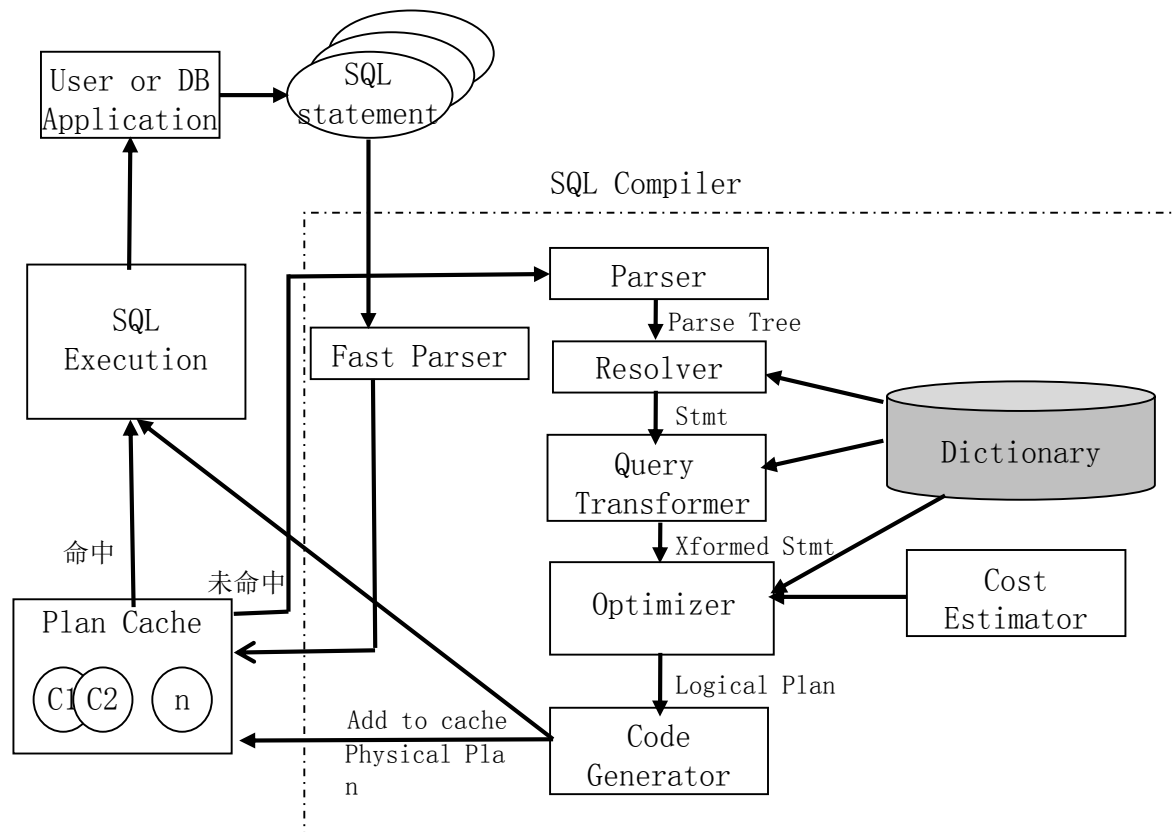 User or DB
Application
SQL
statement
SQL Compiler
Parser
Parse Tree
SQL
Execution
Fast Parser
Resolver
Stmt
Dictionary
Query
Transformer
Xformed Stmt
命中
未命中
Cost
Estimator
Optimizer
Plan Cache
C1
C2
n
Logical Plan
Add to cache
Physical Pla
n
Code
Generator